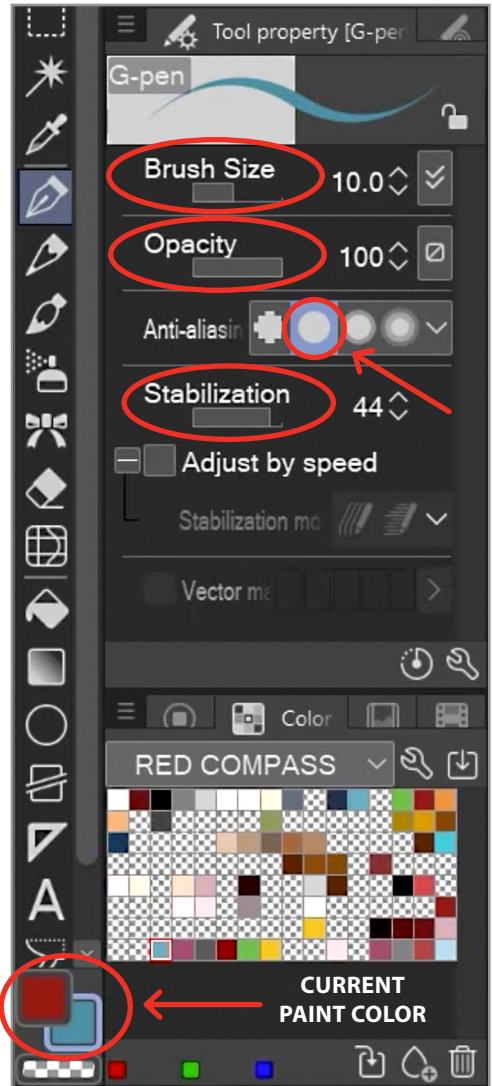 Tool property [G-per
G-pen
Brush Size 10.0
Opacity 100
Anti-aliasin
Stabilization 44
Adjust by speed
Stabilization mo
Vector ma
Color
RED COMPASS
A
CURRENT
PAINT COLOR